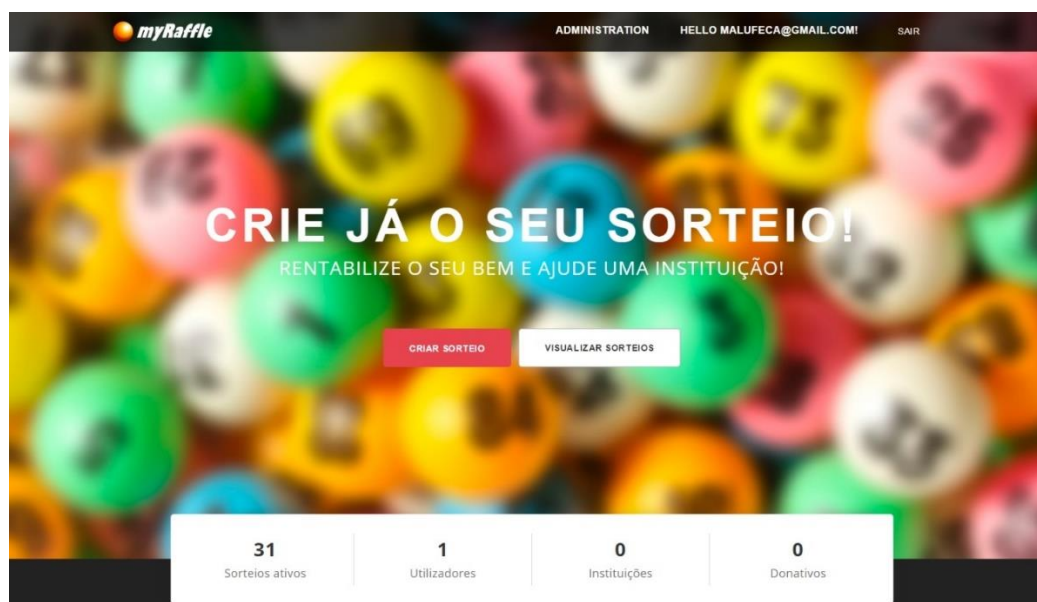 myRaffle
ADMINISTRATION HELLO MALUFECA@GMAIL.COM! SAIR
CRIE JÁ O SEU SORTEIO!
RENTABILIZE O SEU BEM E AJUDE UMA INSTITUIÇÃO!
CRIAR SORTEIO
VISUALIZAR SORTEIOS
31
Sorteios ativos
1
Utilizadores
0
Instituições
0
Donativos